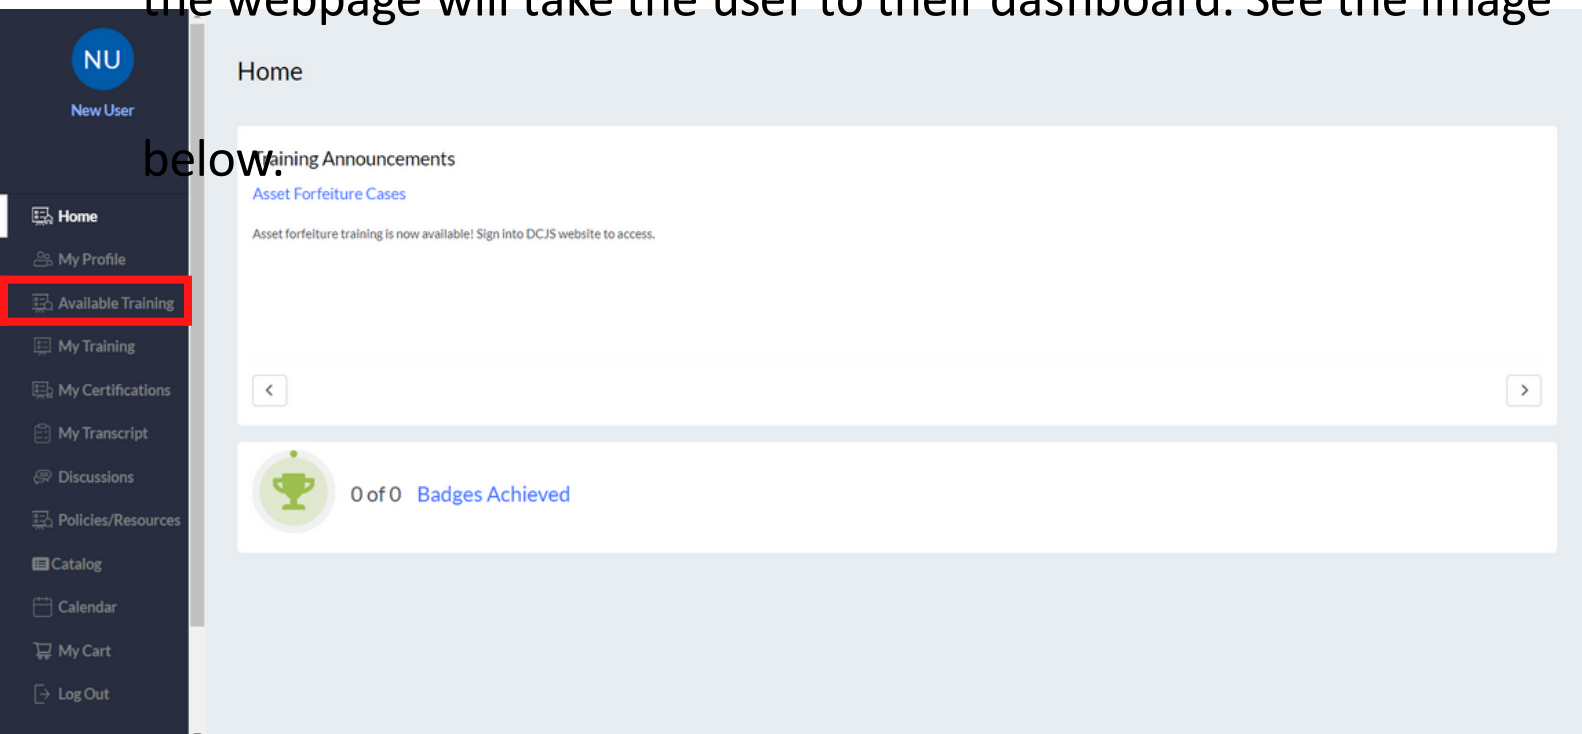 the webpage will take the user to their dashboard. See the image
below.
NU
New User
Home
My Profile
Available Training
My Training
My Certifications
My Transcript
Discussions
Policies/Resources
Catalog
Calendar
My Cart
Log Out
Home
Training Announcements
Asset Forfeiture Cases
Asset forfeiture training is now available! Sign into DCJS website to access.
0 of 0 Badges Achieved